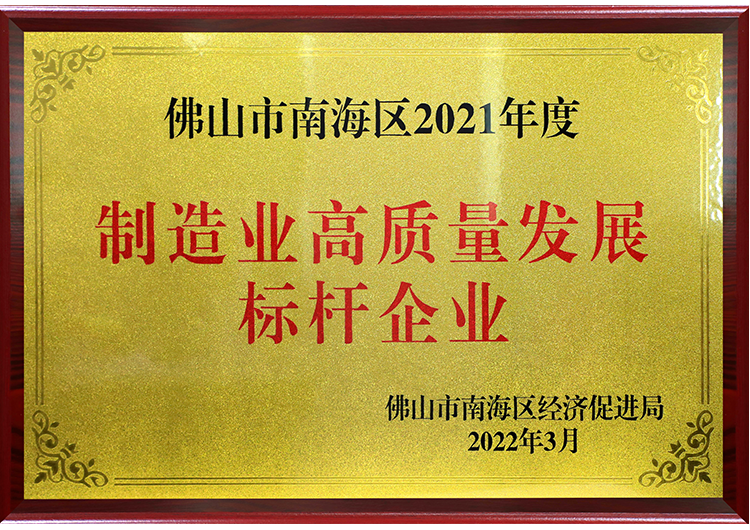 佛山市南海区2021年度
制造业高质量发展
标杆企业
佛山市南海区经济促进局
2022年3月